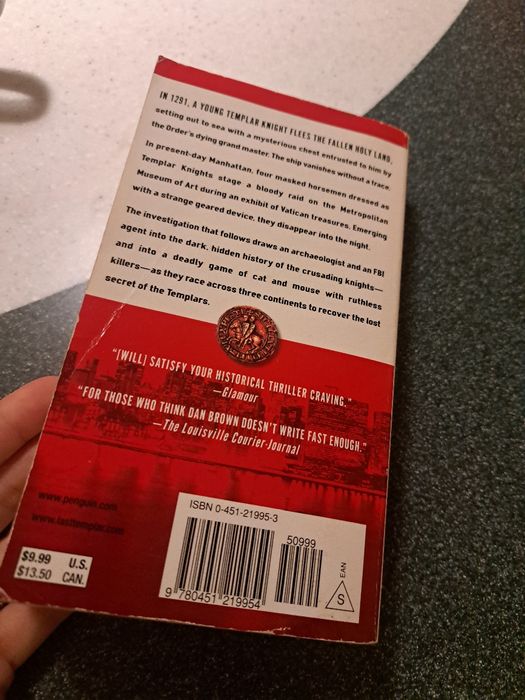 IN 1291, A YOUNG TEMPLAR KNIGHT FLEES THE FALLEN HOLY LAND,
setting out to sea with a mysterious chest entrusted to him by
the Order's dying grand master. The ship vanishes without a trace.
In present-day Manhattan, four masked horsemen dressed as
Templar Knights stage a bloody raid on the Metropolitan
Museum of Art during an exhibit of Vatican treasures. Emerging
with a strange geared device, they disappear into the night.
The investigation that follows draws an archaeologist and an FBI
agent into the dark, hidden history of the crusading knights—
and into a deadly game of cat and mouse with ruthless
killers—as they race across three continents to recover the lost
secret of the Templars.
"[WILL] SATISFY YOUR HISTORICAL THRILLER CRAVING."
—Glamour
"FOR THOSE WHO THINK DAN BROWN DOESN'T WRITE FAST ENOUGH."
—The Louisville Courier-Journal
www.penguin.com
www.lasttemplar.com
$9.99 U.S.
$13.50 CAN.
ISBN 0-451-21995-3
50999
9 780451 219954
EAN
S